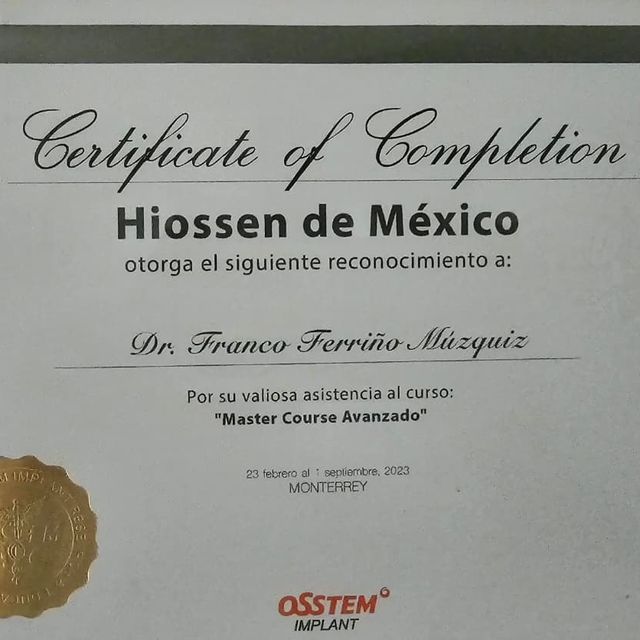 Certificate of Completion
Hiossen de México
otorga el siguiente reconocimiento a:
Dr. Franco Ferriño Múzquiz
Por su valiosa asistencia al curso:
"Master Course Avanzado"
23 febrero al 1 septiembre, 2023
MONTERREY
OSSTEM
IMPLANT